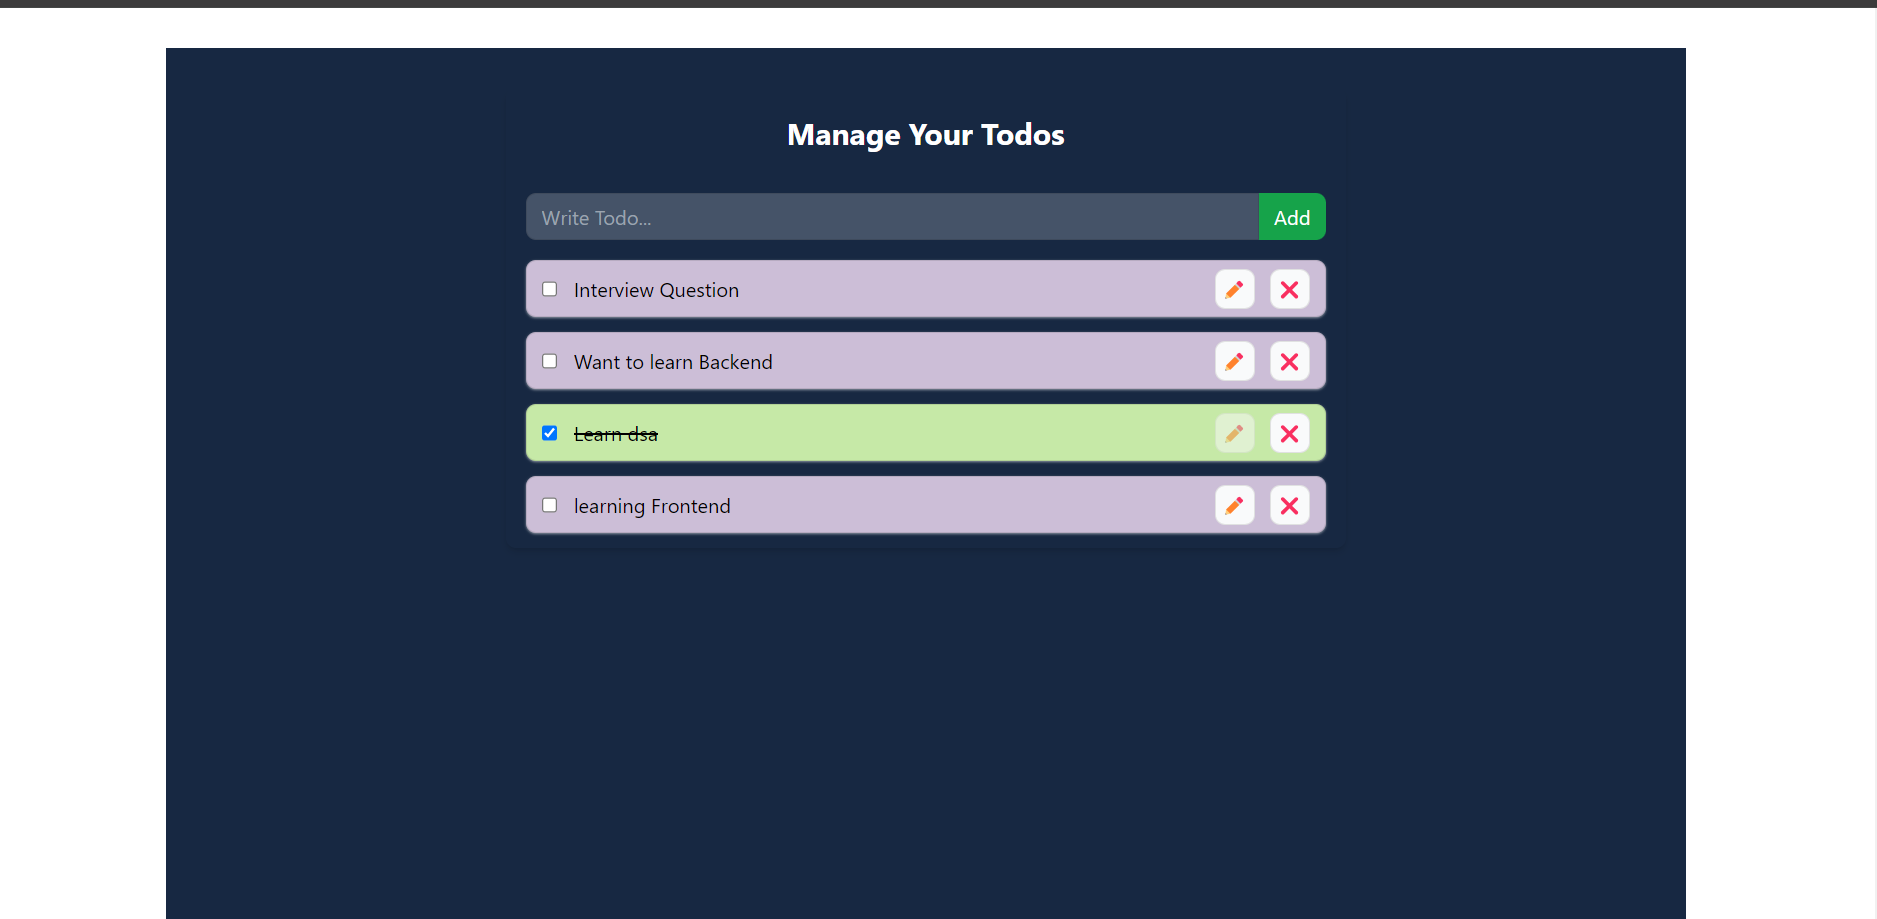 Manage Your Todos
Write Todo...
Add
Interview Question
Want to learn Backend
Learn dsa
learning Frontend